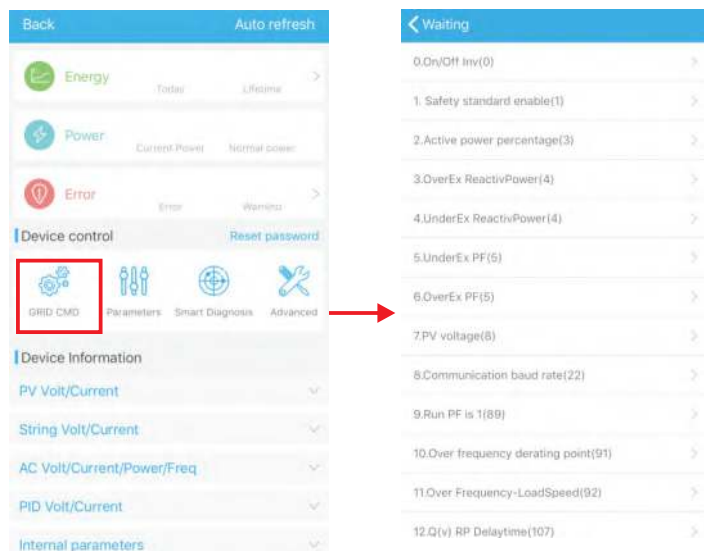 Back Auto refresh
Energy
Today Lifetime
Power
Current Power Normal power
Error
Error Warning
Device control Reset password
GRID CMD Parameters Smart Diagnosis Advanced
Device Information
PV Volt/Current
String Volt/Current
AC Volt/Current/Power/Freq
PID Volt/Current
Internal parameters
Waiting
0.On/Off Inv(0)
1. Safety standard enable(1)
2.Active power percentage(3)
3.OverEx ReactivPower(4)
4.UnderEx ReactivPower(4)
5.UnderEx PF(5)
6.OverEx PF(5)
7.PV voltage(8)
8.Communication baud rate(22)
9.Run PF is 1(89)
10.Over frequency derating point(91)
11.Over Frequency-LoadSpeed(92)
12.Q(v) RP Delaytime(107)